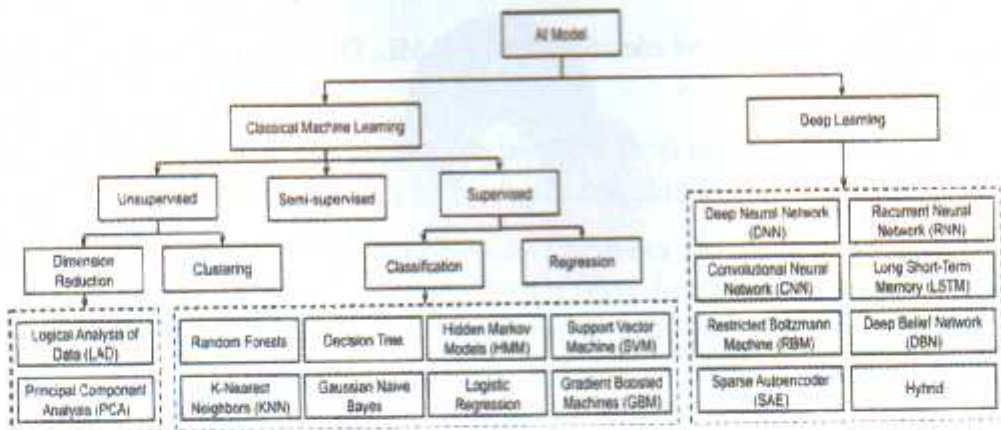 AI Model
Classical Machine Learning
Deep Learning
Unsupervised
Semi-supervised
Supervised
Dimension
Reduction
Clustering
Classification
Regression
Logical Analysis of
Data (LAD)
Principal Component
Analysis (PCA)
Random Forests
Decision Tree
Hidden Markov
Models (HMM)
Support Vector
Machine (SVM)
K-Nearest
Neighbors (KNN)
Gaussian Naive
Bayes
Logistic
Regression
Gradient Boosted
Machines (GBM)
Deep Neural Network
(DNN)
Recurrent Neural
Network (RNN)
Convolutional Neural
Network (CNN)
Long Short-Term
Memory (LSTM)
Restricted Boltzmann
Machine (RBM)
Deep Belief Network
(DBN)
Sparse Autoencoder
(SAE)
Hybrid